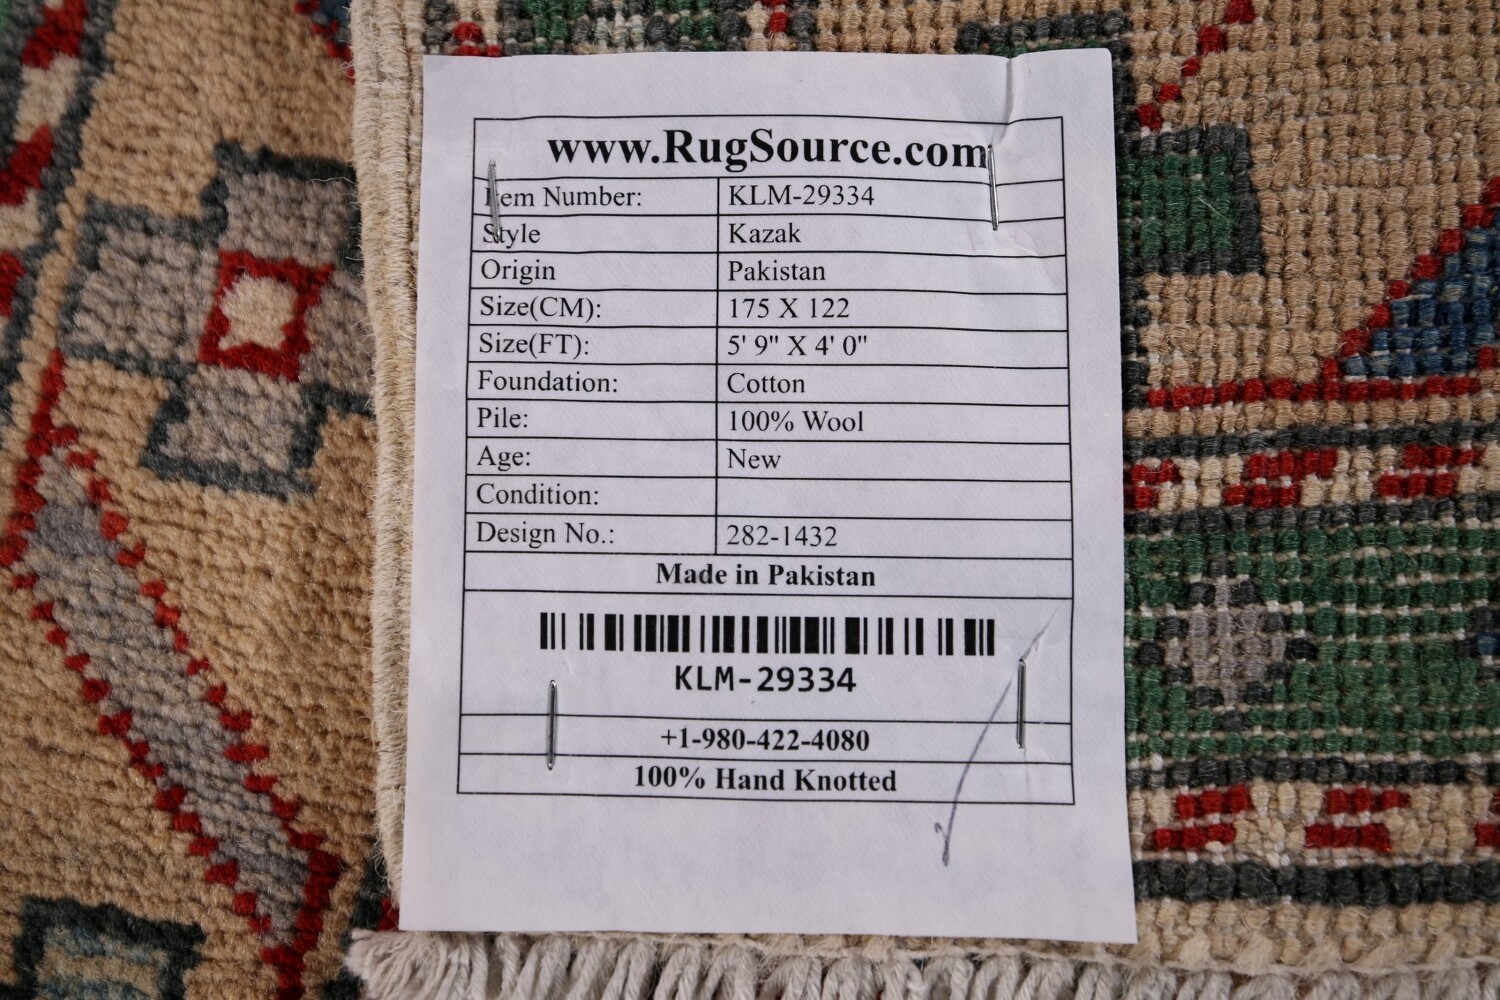 www.RugSource.com
Item Number: KLM-29334
Style Kazak
Origin Pakistan
Size(CM): 175 X 122
Size(FT): 5' 9" X 4' 0"
Foundation: Cotton
Pile: 100% Wool
Age: New
Condition:
Design No.: 282-1432
Made in Pakistan
KLM-29334
+1-980-422-4080
100% Hand Knotted